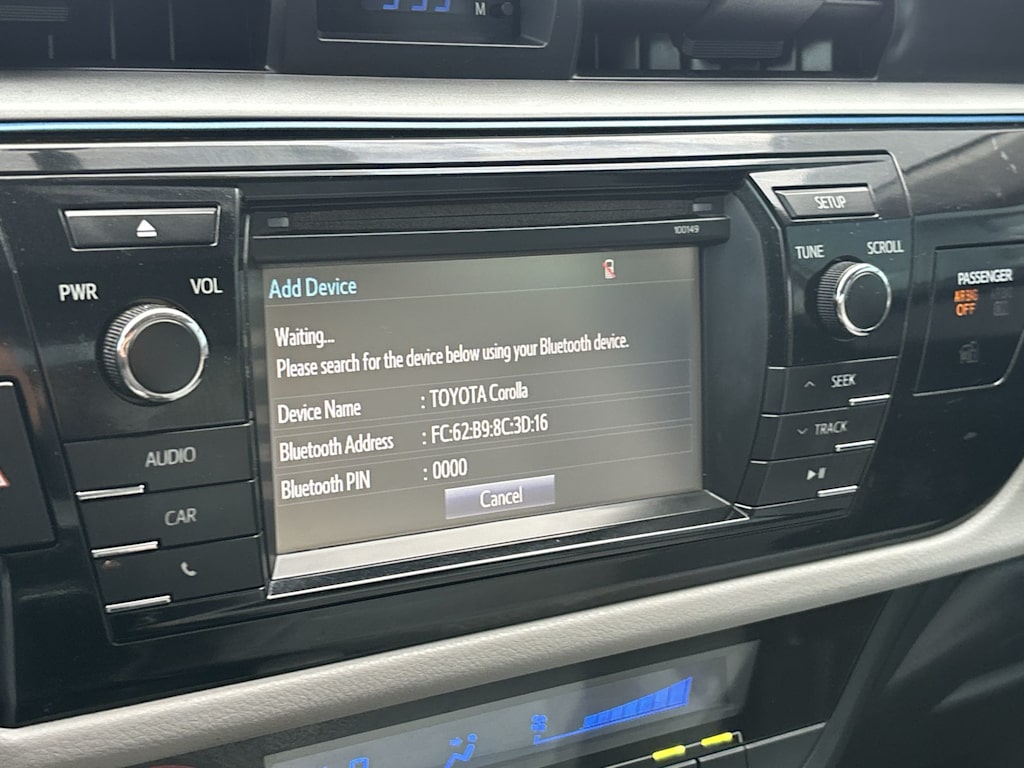 M
SETUP
100149
TUNE
SCROLL
PWR
VOL
PASSENGER
AIRBAG
OFF
Add Device
Waiting...
Please search for the device below using your Bluetooth device.
Device Name : TOYOTA Corolla
Bluetooth Address : FC:62:B9:8C:3D:16
Bluetooth PIN : 0000
Cancel
SEEK
TRACK
AUDIO
CAR